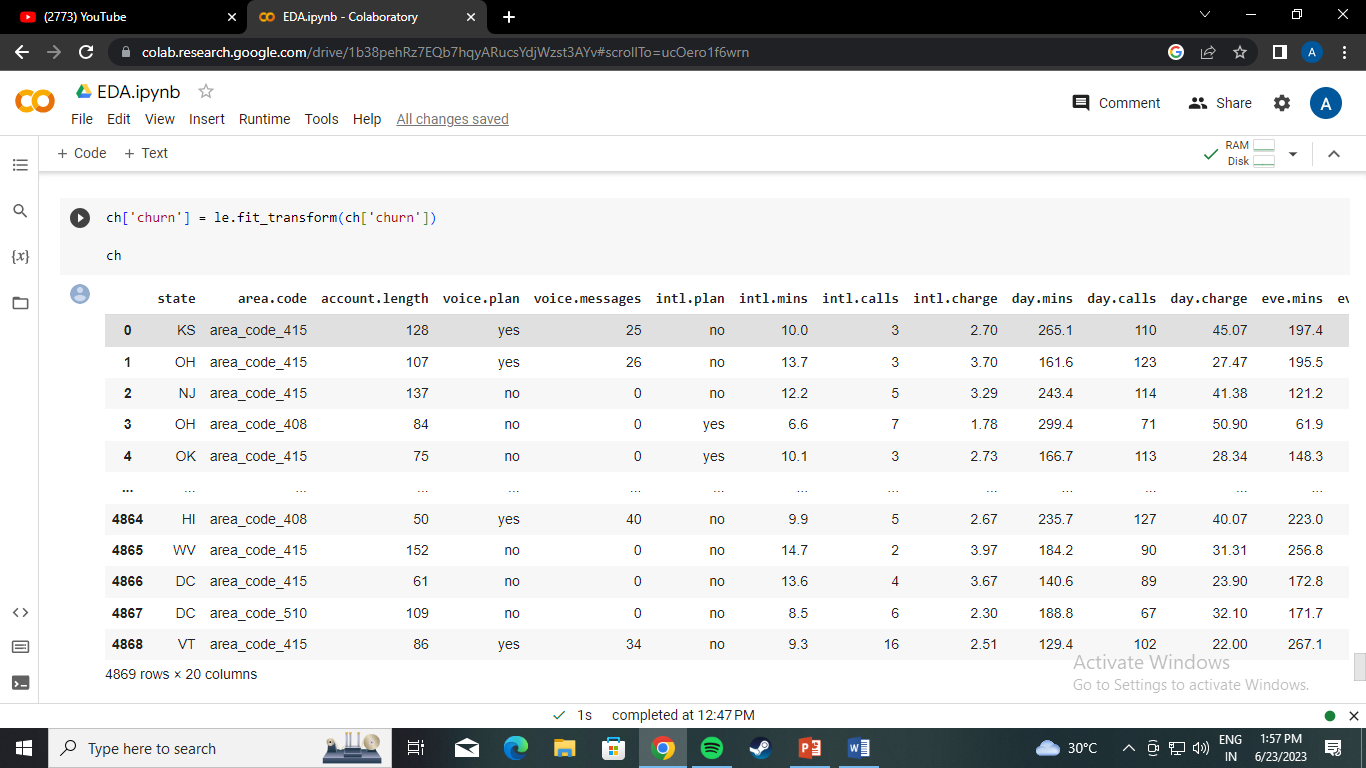 (2773) YouTube
EDA.ipynb - Colaboratory
colab.research.google.com/drive/1b38pehRz7EQb7hqyARucsYdjWzst3AYv#scrollTo=ucOero1f6wrn
A
EDA.ipynb
Comment Share A
File Edit View Insert Runtime Tools Help All changes saved
+ Code + Text
RAM
Disk
{x}
ch['churn'] = le.fit_transform(ch['churn'])
ch
state area.code account.length voice.plan voice.messages intl.plan intl.mins intl.calls intl.charge day.mins day.calls day.charge eve.mins
0 KS area_code_415 128 yes 25 no 10.0 3 2.70 265.1 110 45.07 197.4
1 OH area_code_415 107 yes 26 no 13.7 3 3.70 161.6 123 27.47 195.5
2 NJ area_code_415 137 no 0 no 12.2 5 3.29 243.4 114 41.38 121.2
3 OH area_code_408 84 no 0 yes 6.6 7 1.78 299.4 71 50.90 61.9
4 OK area_code_415 75 no 0 yes 10.1 3 2.73 166.7 113 28.34 148.3
... ... ... ... ... ... ... ... ... ... ... ... ... ...
4864 HI area_code_408 50 yes 40 no 9.9 5 2.67 235.7 127 40.07 223.0
4865 WV area_code_415 152 no 0 no 14.7 2 3.97 184.2 90 31.31 256.8
4866 DC area_code_415 61 no 0 no 13.6 4 3.67 140.6 89 23.90 172.8
4867 DC area_code_510 109 no 0 no 8.5 6 2.30 188.8 67 32.10 171.7
4868 VT area_code_415 86 yes 34 no 9.3 16 2.51 129.4 102 22.00 267.1
4869 rows × 20 columns
Activate Windows
Go to Settings to activate Windows.
1s completed at 12:47 PM
Type here to search
30°C
ENG
IN
1:57 PM
6/23/2023